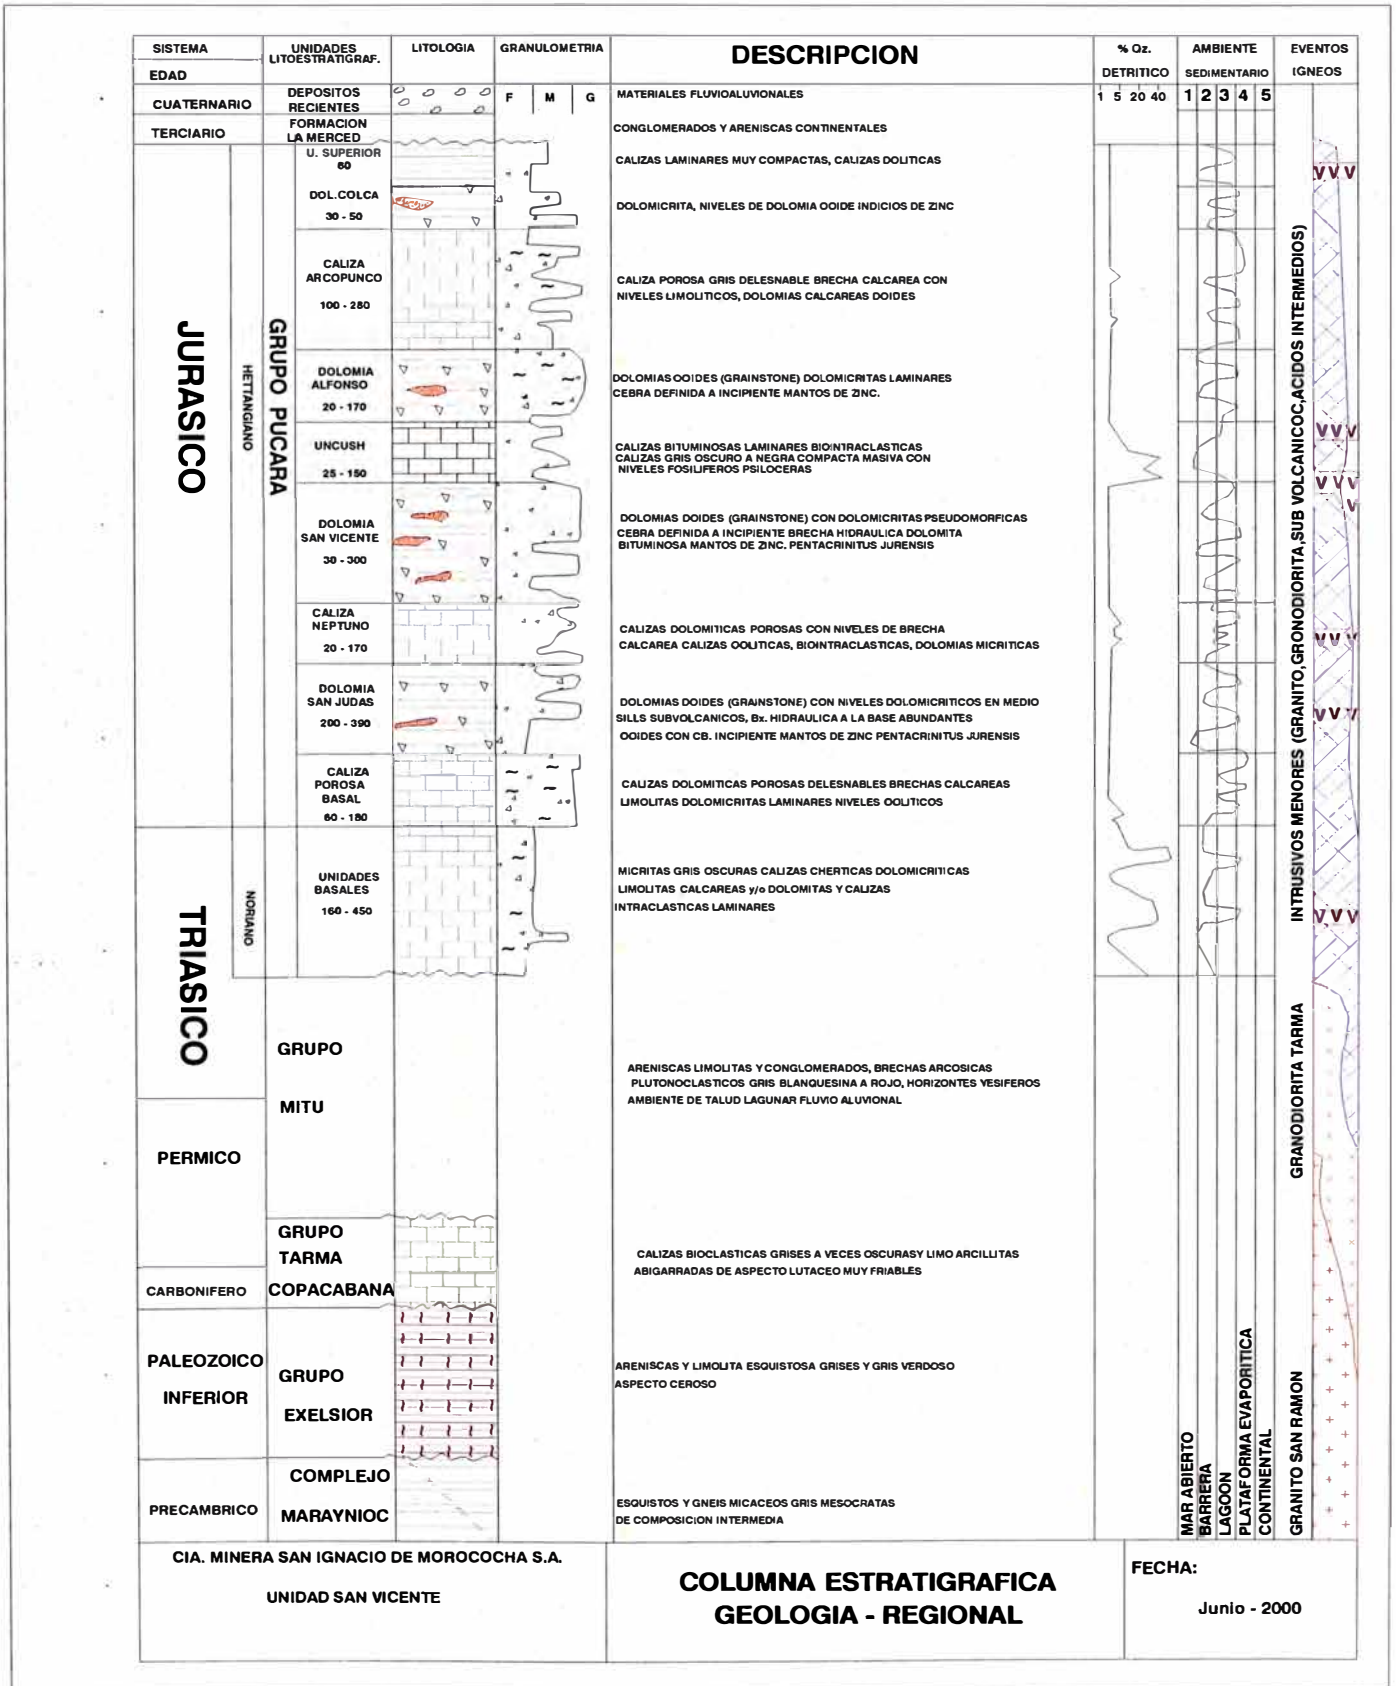 SISTEMA
EDAD
UNIDADES
LITOESTRATIGRAF.
LITOLOGIA
GRANULOMETRIA
DESCRIPCION
% Qz.
DETRITICO
AMBIENTE
SEDIMENTARIO
EVENTOS
IGNEOS
CUATERNARIO
DEPOSITOS
RECIENTES
F M G
MATERIALES FLUVIOALUVIONALES
1 5 20 40
1 2 3 4 5
TERCIARIO
FORMACION
LA MERCED
CONGLOMERADOS Y ARENISCAS CONTINENTALES
JURASICO
HETTANGIANO
GRUPO PUCARA
U. SUPERIOR
60
CALIZAS LAMINARES MUY COMPACTAS, CALIZAS DOLITICAS
V V V
DOL.COLCA
30 - 50
DOLOMICRITA, NIVELES DE DOLOMIA OOIDE INDICIOS DE ZINC
CALIZA
ARCOPUNCO
100 - 280
CALIZA POROSA GRIS DELESNABLE BRECHA CALCAREA CON
NIVELES LIMOLITICOS, DOLOMIAS CALCAREAS DOIDES
DOLOMIA
ALFONSO
20 - 170
DOLOMIAS OOIDES (GRAINSTONE) DOLOMICRITAS LAMINARES
CEBRA DEFINIDA A INCIPIENTE MANTOS DE ZINC.
UNCUSH
25 - 150
CALIZAS BITUMINOSAS LAMINARES BIOINTRACLASTICAS
CALIZAS GRIS OSCURO A NEGRA COMPACTA MASIVA CON
NIVELES FOSILIFEROS PSILOCERAS
V V V
V V V
V
DOLOMIA
SAN VICENTE
30 - 300
DOLOMIAS DOIDES (GRAINSTONE) CON DOLOMICRITAS PSEUDOMORFICAS
CEBRA DEFINIDA A INCIPIENTE BRECHA HIDRAULICA DOLOMITA
BITUMINOSA MANTOS DE ZINC. PENTACRINITUS JURENSIS
CALIZA
NEPTUNO
20 - 170
CALIZAS DOLOMITICAS POROSAS CON NIVELES DE BRECHA
CALCAREA CALIZAS OOLITICAS, BIOINTRACLASTICAS, DOLOMIAS MICRITICAS
V V V
DOLOMIA
SAN JUDAS
200 - 390
DOLOMIAS DOIDES (GRAINSTONE) CON NIVELES DOLOMICRITICOS EN MEDIO
SILLS SUBVOLCANICOS, Bx. HIDRAULICA A LA BASE ABUNDANTES
OOIDES CON CB. INCIPIENTE MANTOS DE ZINC PENTACRINITUS JURENSIS
V V V
CALIZA
POROSA
BASAL
60 - 180
CALIZAS DOLOMITICAS POROSAS DELESNABLES BRECHAS CALCAREAS
LIMOLITAS DOLOMICRITAS LAMINARES NIVELES OOLITICOS
INTRUSIVOS MENORES (GRANITO,GRONODIORITA,SUB VOLCANICOC,ACIDOS INTERMEDIOS)
TRIASICO
NORIANO
UNIDADES
BASALES
160 - 450
MICRITAS GRIS OSCURAS CALIZAS CHERTICAS DOLOMICRITICAS
LIMOLITAS CALCAREAS y/o DOLOMITAS Y CALIZAS
INTRACLASTICAS LAMINARES
V V V
GRUPO
MITU
ARENISCAS LIMOLITAS Y CONGLOMERADOS, BRECHAS ARCOSICAS
PLUTONOCLASTICOS GRIS BLANQUESINA A ROJO, HORIZONTES YESIFEROS
AMBIENTE DE TALUD LAGUNAR FLUVIO ALUVIONAL
GRANODIORITA TARMA
PERMICO
GRUPO
TARMA
CALIZAS BIOCLASTICAS GRISES A VECES OSCURAS Y LIMO ARCILLITAS
ABIGARRADAS DE ASPECTO LUTACEO MUY FRIABLES
CARBONIFERO
COPACABANA
PALEOZOICO
INFERIOR
GRUPO
EXELSIOR
ARENISCAS Y LIMOLITA ESQUISTOSA GRISES Y GRIS VERDOSO
ASPECTO CEROSO
PRECAMBRICO
COMPLEJO
MARAYNIOC
ESQUISTOS Y GNEIS MICACEOS GRIS MESOCRATAS
DE COMPOSICION INTERMEDIA
MAR ABIERTO
BARRERA
LAGOON
PLATAFORMA EVAPORITICA
CONTINENTAL
GRANITO SAN RAMON
CIA. MINERA SAN IGNACIO DE MOROCOCHA S.A.
UNIDAD SAN VICENTE
COLUMNA ESTRATIGRAFICA
GEOLOGIA - REGIONAL
FECHA:
Junio - 2000